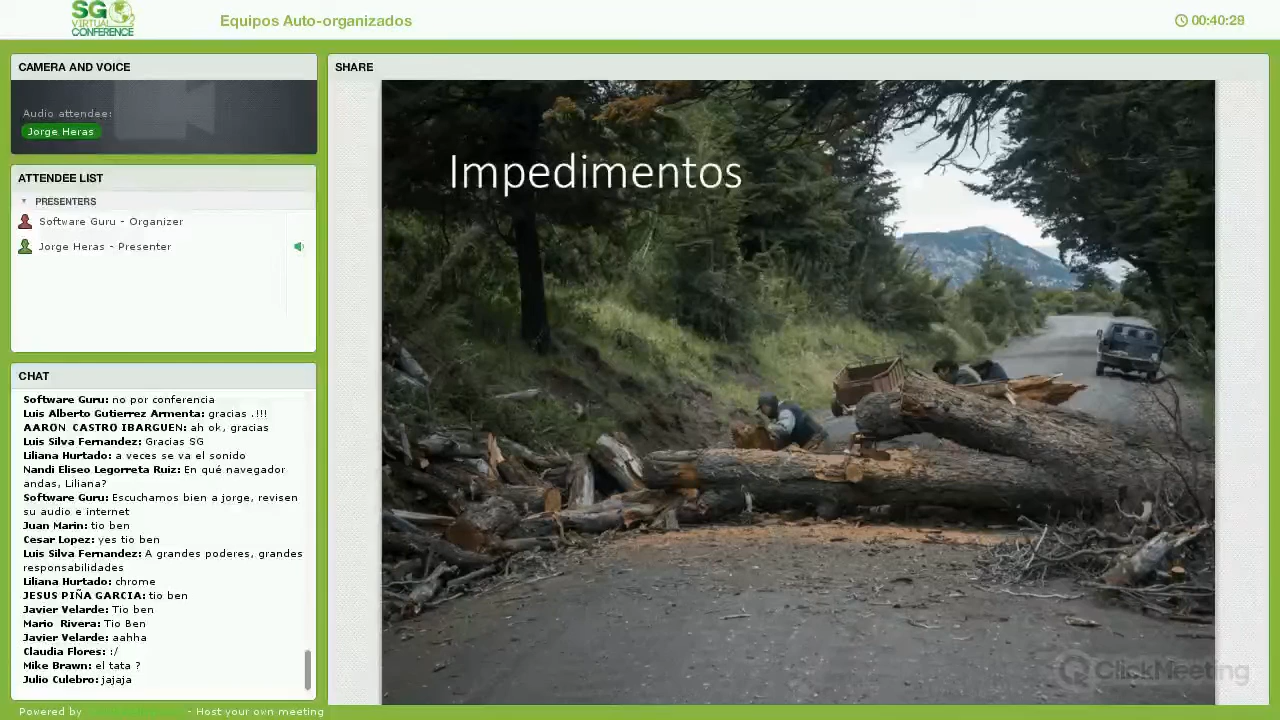 SG
VIRTUAL
CONFERENCE
Equipos Auto-organizados
00:40:29
CAMERA AND VOICE
Audio attendee:
Jorge Heras
ATTENDEE LIST
PRESENTERS
Software Guru - Organizer
Jorge Heras - Presenter
CHAT
Software Guru: no por conferencia
Luis Alberto Gutierrez Armenta: gracias .!!!
AARON CASTRO IBARGUEN: ah ok, gracias
Luis Silva Fernandez: Gracias SG
Liliana Hurtado: a veces se va el sonido
Nandi Eliseo Legorreta Ruiz: En qué navegador
andas, Liliana?
Software Guru: Escuchamos bien a jorge, revisen
su audio e internet
Juan Marin: tio ben
Cesar Lopez: yes tio ben
Luis Silva Fernandez: A grandes poderes, grandes
responsabilidades
Liliana Hurtado: chrome
JESUS PIÑA GARCIA: tio ben
Javier Velarde: Tio ben
Mario Rivera: Tio Ben
Javier Velarde: aahha
Claudia Flores: :/
Mike Brawn: el tata ?
Julio Culebro: jajaja
SHARE
Impedimentos
ClickMeeting
Powered by - Host your own meeting